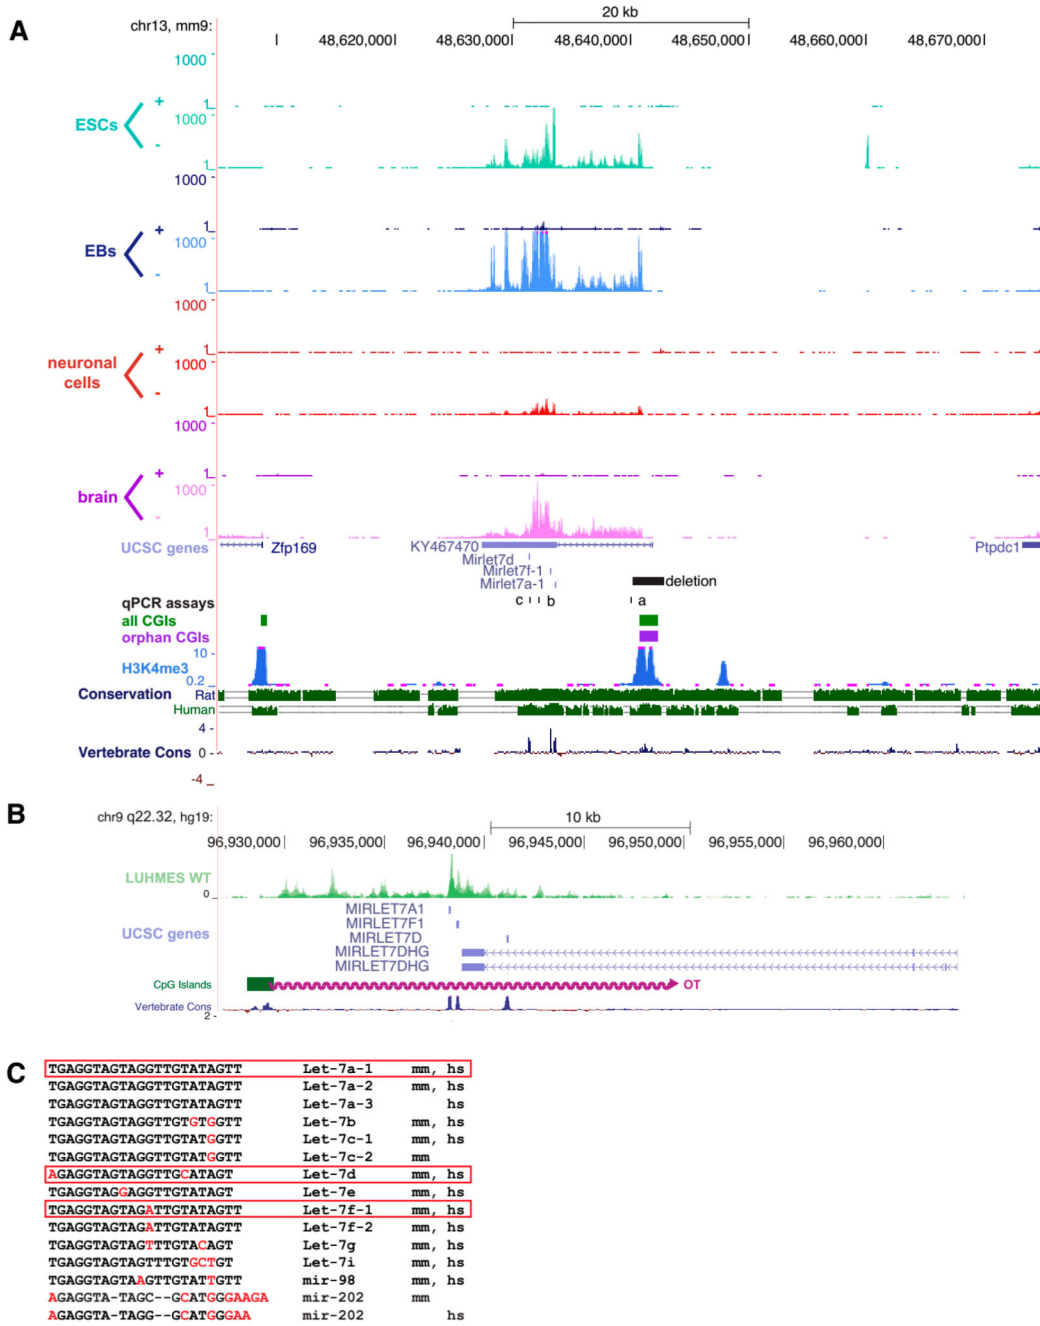 A
chr13, mm9:
20 kb
48,620,000
48,630,000
48,640,000
48,650,000
48,660,000
48,670,000
1000
+
1
ESCs
1000
-
1
1000
+
1
EBs
1000
-
1
1000
+
1
neuronal
cells
1000
-
1
1000
+
1
brain
1000
-
1
UCSC genes
Zfp169
KY467470
Ptpdc1
Mirlet7d
Mirlet7f-1
Mirlet7a-1
deletion
qPCR assays
c
b
a
all CGIs
orphan CGIs
10
H3K4me3
0.2
Conservation
Rat
Human
4
Vertebrate Cons
0
-4
B
chr9 q22.32, hg19:
10 kb
96,930,000
96,935,000
96,940,000
96,945,000
96,950,000
96,955,000
96,960,000
LUHMES WT
0
MIRLET7A1
MIRLET7F1
UCSC genes
MIRLET7D
MIRLET7DHG
MIRLET7DHG
CpG Islands
OT
Vertebrate Cons
2
C
TGAGGTAGTAGGTTGTATAGTT Let-7a-1 mm, hs
TGAGGTAGTAGGTTGTATAGTT Let-7a-2 mm, hs
TGAGGTAGTAGGTTGTATAGTT Let-7a-3 hs
TGAGGTAGTAGGTTGTGTGGTT Let-7b mm, hs
TGAGGTAGTAGGTTGTATGGTT Let-7c-1 mm, hs
TGAGGTAGTAGGTTGTATGGTT Let-7c-2 mm
AGAGGTAGTAGGTTGCATAGT Let-7d mm, hs
TGAGGTAGGAGGTTGTATAGT Let-7e mm, hs
TGAGGTAGTAGATTGTATAGTT Let-7f-1 mm, hs
TGAGGTAGTAGATTGTATAGTT Let-7f-2 mm, hs
TGAGGTAGTAGTTTGTACAGT Let-7g mm, hs
TGAGGTAGTAGTTTGTGCTGT Let-7i mm, hs
TGAGGTAGTAAGTTGTATTGTT mir-98 mm, hs
AGAGGTA-TAGC--GCATGGGAAGA mir-202 mm
AGAGGTA-TAGG--GCATGGGAA mir-202 hs